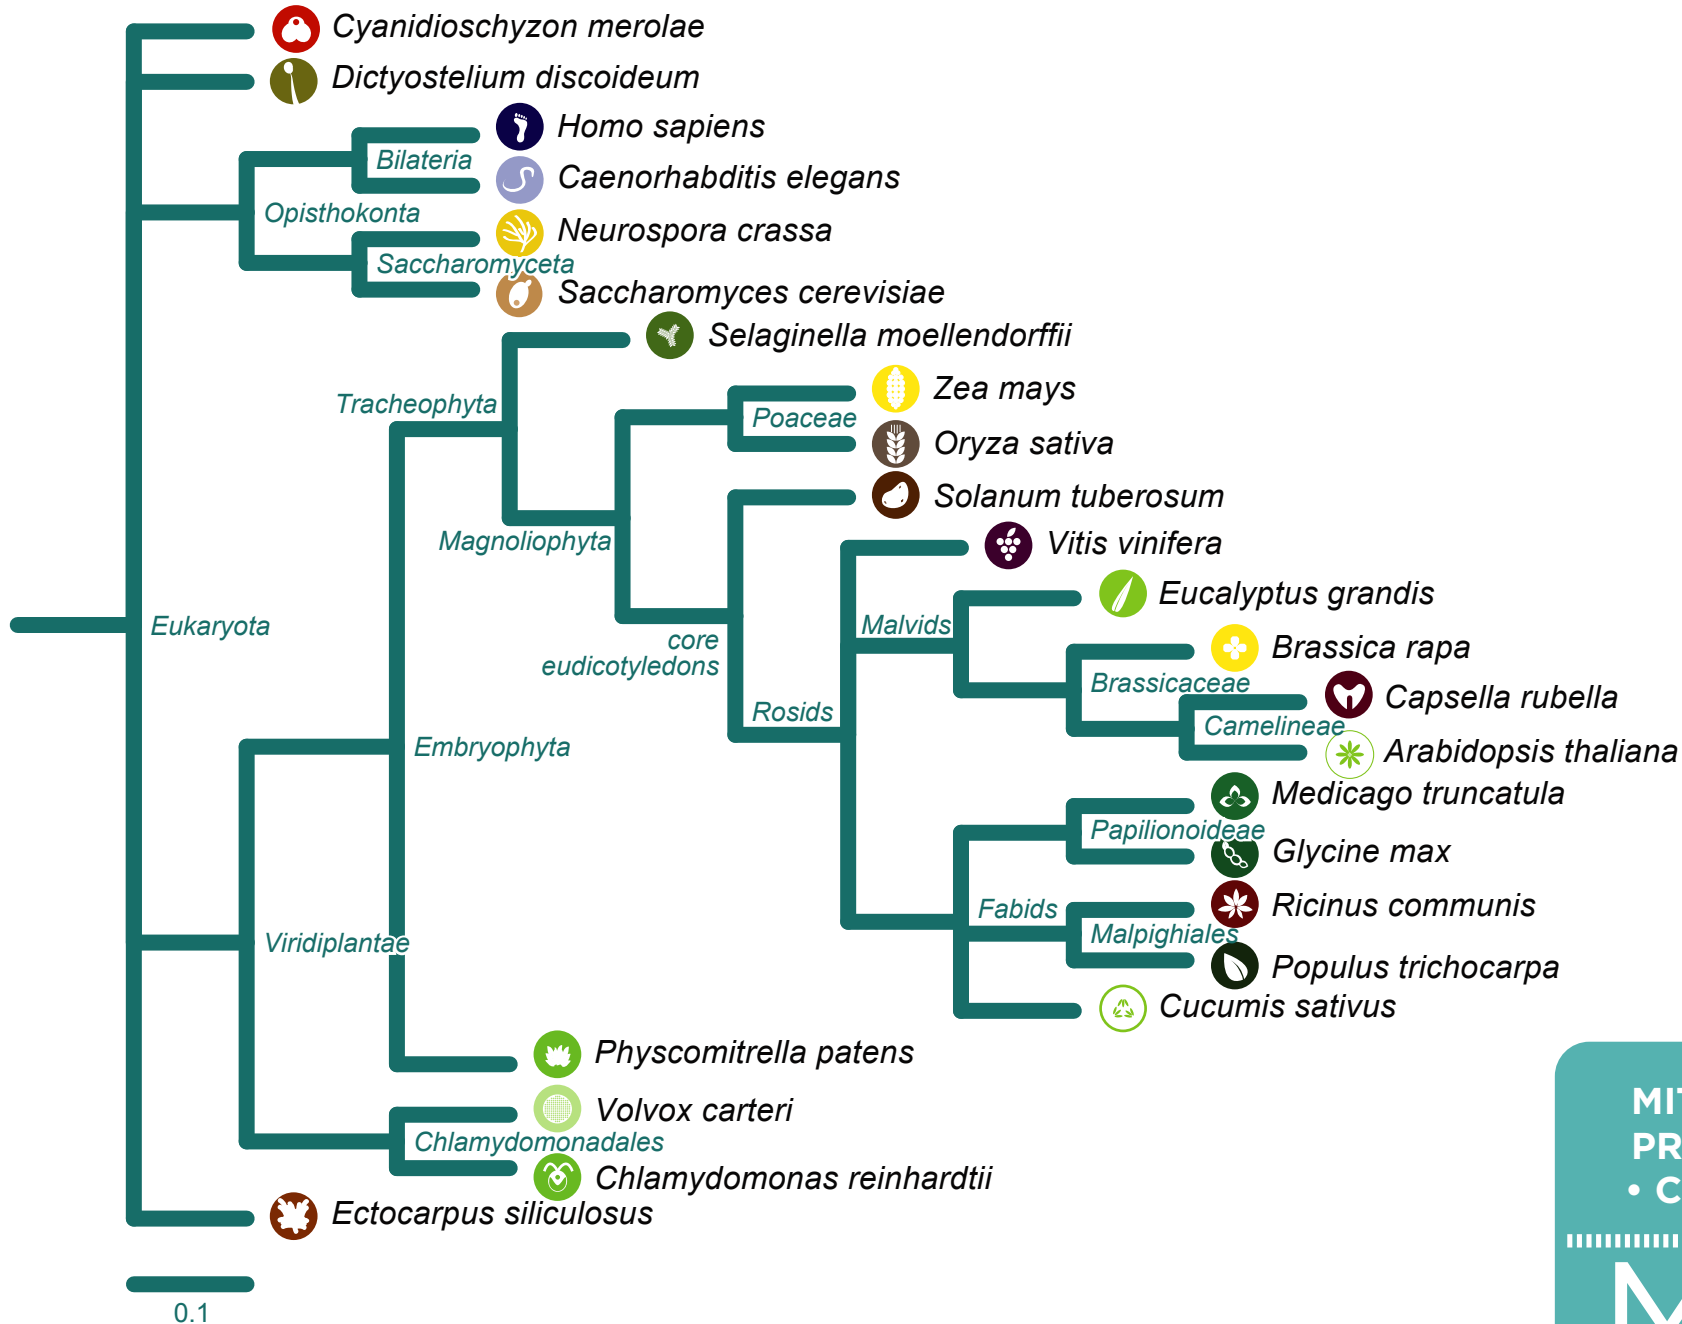 Cyanidioschyzon merolae
Dictyostelium discoideum
Homo sapiens
Bilateria
Caenorhabditis elegans
Opisthokonta
Neurospora crassa
Saccharomyceta
Saccharomyces cerevisiae
Selaginella moellendorffii
Zea mays
Tracheophyta
Poaceae
Oryza sativa
Solanum tuberosum
Magnoliophyta
Vitis vinifera
Eucalyptus grandis
Eukaryota
Malvids
core
eudicotyledons
Brassica rapa
Brassicaceae
Capsella rubella
Rosids
Camelineae
Embryophyta
Arabidopsis thaliana
Medicago truncatula
Papilionoideae
Glycine max
Ricinus communis
Fabids
Malpighiales
Viridiplantae
Populus trichocarpa
Cucumis sativus
Physcomitrella patens
Volvox carteri
Chlamydomonadales
Chlamydomonas reinhardtii
Ectocarpus siliculosus
0.1
MIT
PR
• C
M